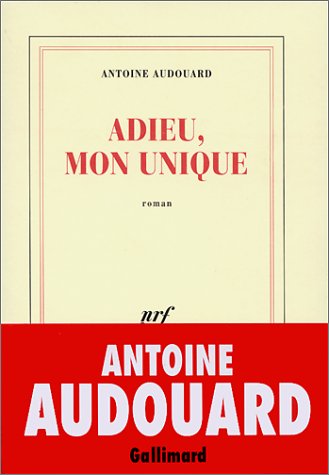 ANTOINE AUDOUARD
ADIEU,
MON UNIQUE
roman
nrf
ANTOINE
AUDOUARD
Gallimard